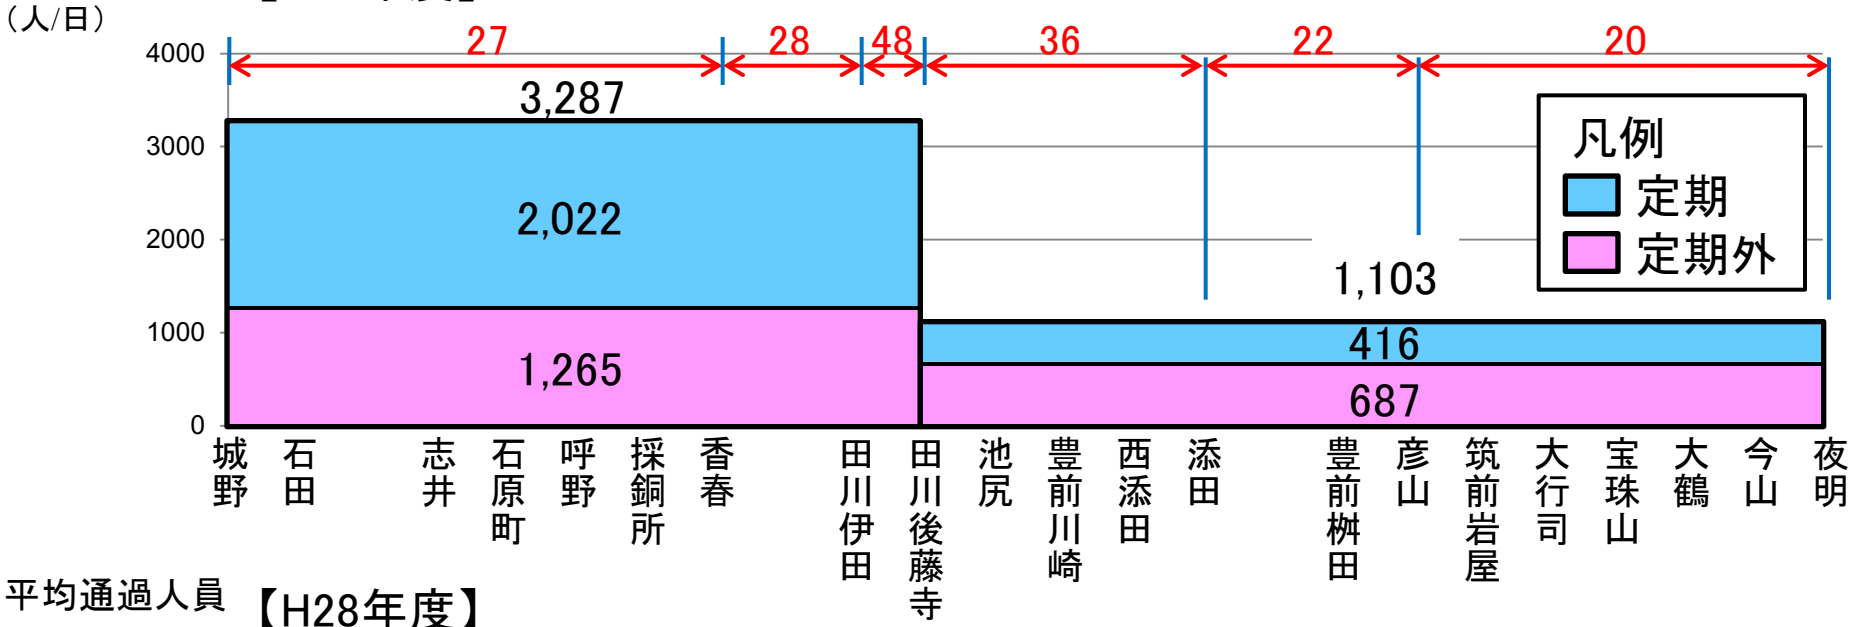 （人/日）
27
28
48
36
22
20
4000
3000
2000
1000
0
3,287
2,022
1,265
1,103
416
687
凡例
定期
定期外
城野
石田
志井
石原町
呼野
採銅所
香春
田川伊田
田川後藤寺
池尻
豊前川崎
西添田
添田
豊前桝田
彦山
筑前岩屋
大行司
宝珠山
大鶴
今山
夜明
平均通過人員
【H28年度】